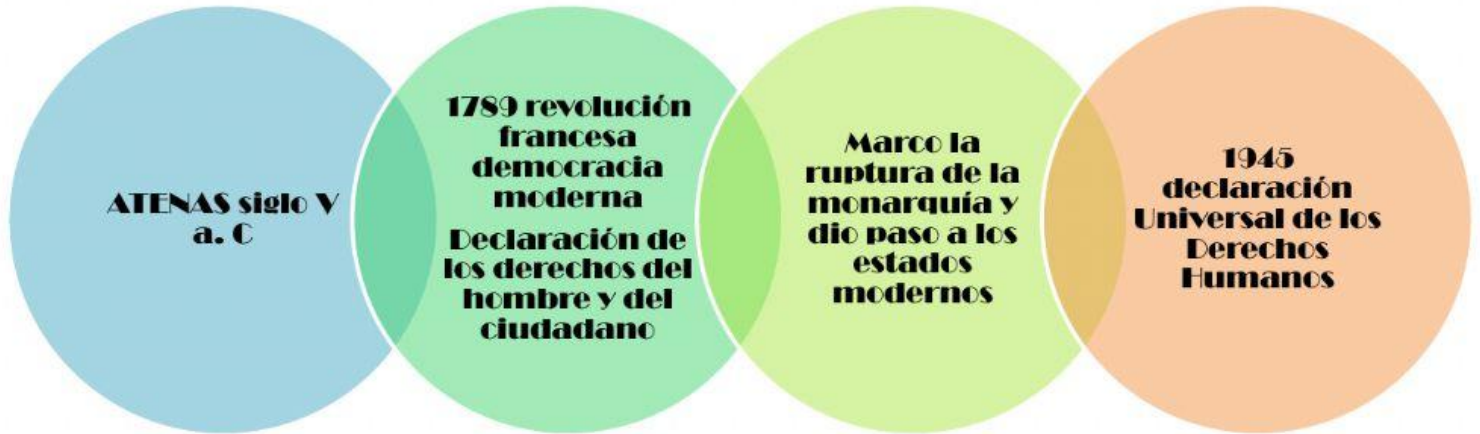 ATENAS siglo V
a. C
1789 revolución
francesa
democracia
moderna
Declaración de
los derechos del
hombre y del
ciudadano
Marco la
ruptura de la
monarquía y
dio paso a los
estados
modernos
1945
declaración
Universal de los
Derechos
Humanos